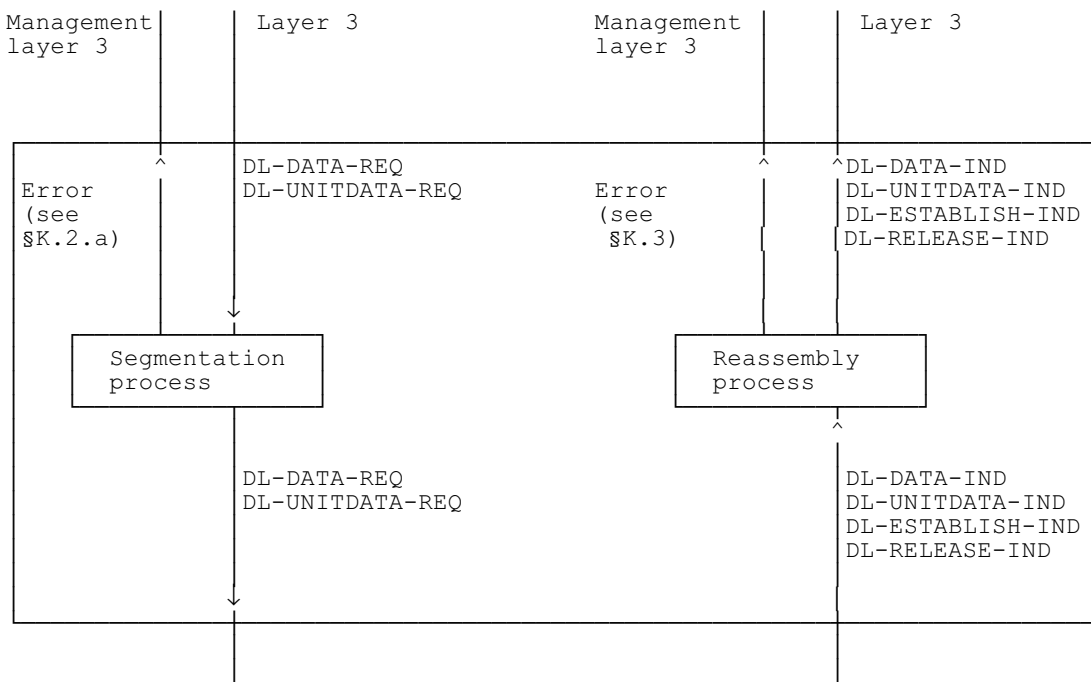 Management
layer 3
Layer 3
Management
layer 3
Layer 3
Error
(see
§K.2.a)
DL-DATA-REQ
DL-UNITDATA-REQ
Error
(see
§K.3)
DL-DATA-IND
DL-UNITDATA-IND
DL-ESTABLISH-IND
DL-RELEASE-IND
Segmentation
process
Reassembly
process
DL-DATA-REQ
DL-UNITDATA-REQ
DL-DATA-IND
DL-UNITDATA-IND
DL-ESTABLISH-IND
DL-RELEASE-IND